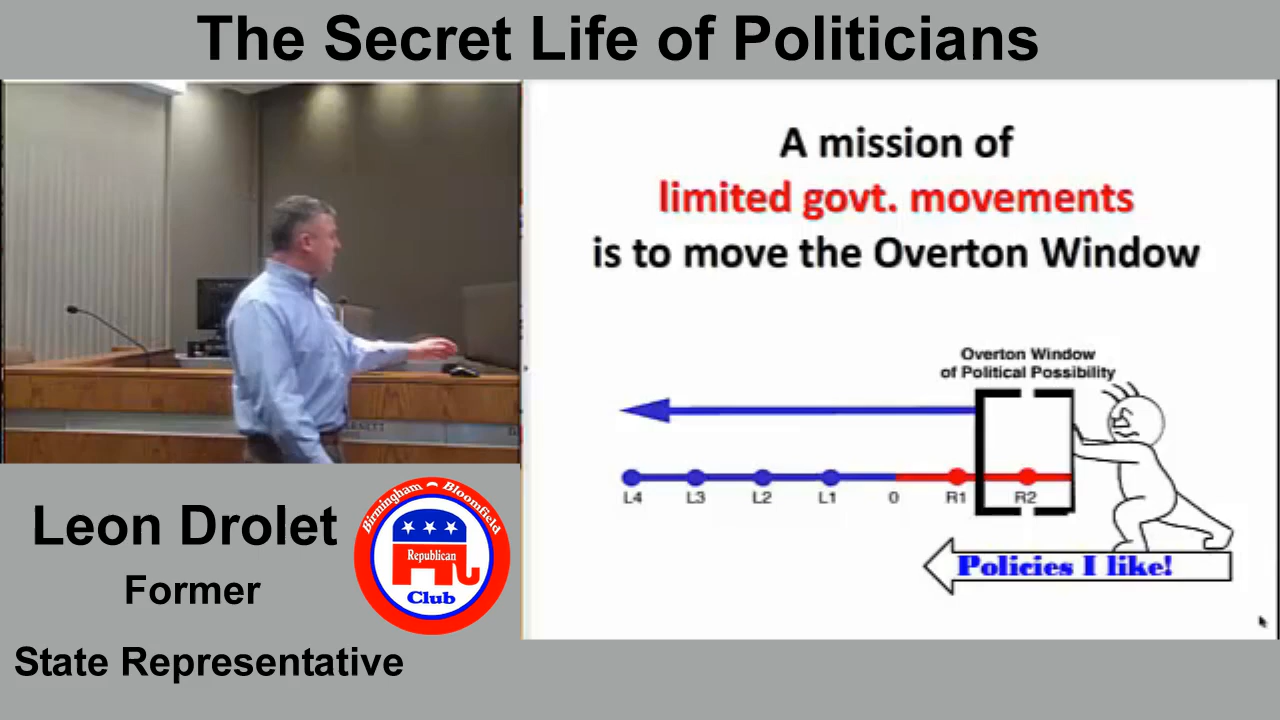 The Secret Life of Politicians
A mission of
limited govt. movements
is to move the Overton Window
Overton Window
of Political Possibility
L4 L3 L2 L1 0 R1 R2
Policies I like!
Leon Drolet
Former
State Representative
Birmingham Bloomfield
Republican
Club